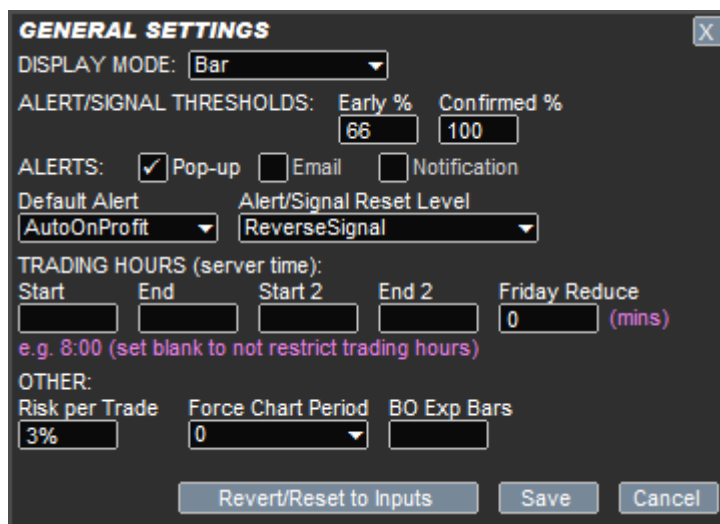 GENERAL SETTINGS X
DISPLAY MODE: Bar
ALERT/SIGNAL THRESHOLDS: Early % Confirmed %
66 100
ALERTS: Pop-up Email Notification
Default Alert Alert/Signal Reset Level
AutoOnProfit ReverseSignal
TRADING HOURS (server time):
Start End Start 2 End 2 Friday Reduce
0 (mins)
e.g. 8:00 (set blank to not restrict trading hours)
OTHER:
Risk per Trade Force Chart Period BO Exp Bars
3% 0
Revert/Reset to Inputs Save Cancel